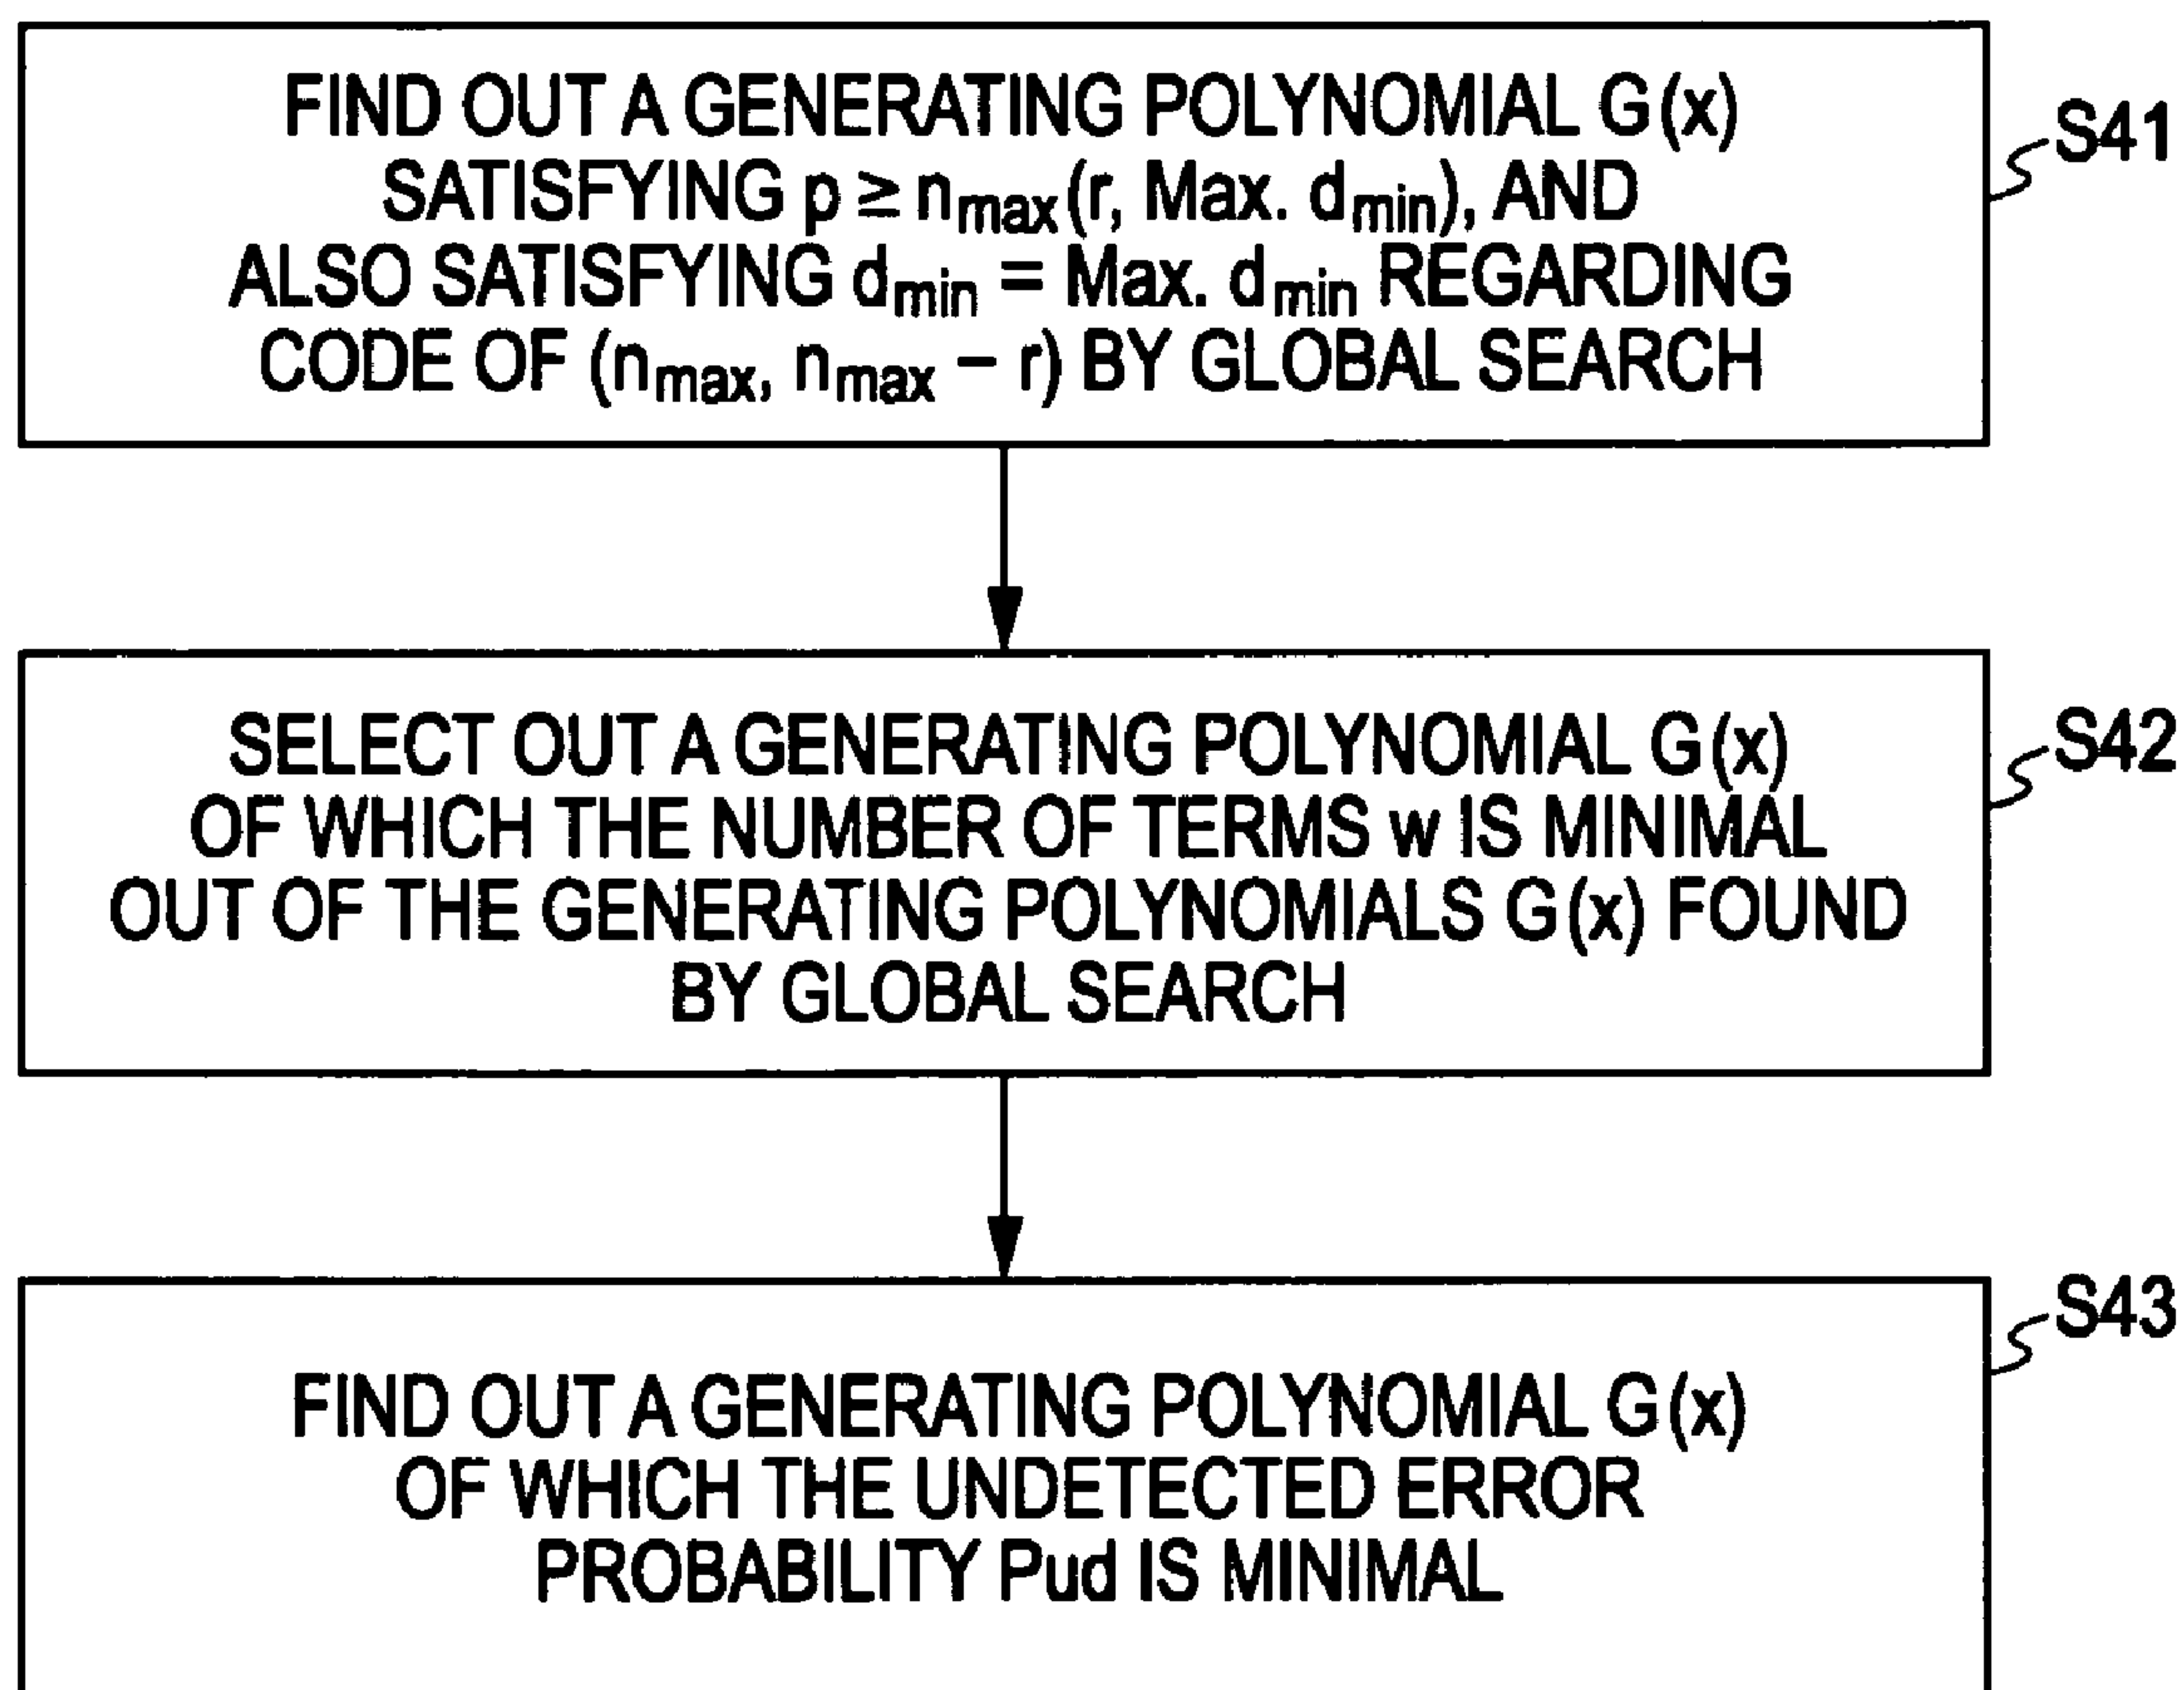 FIND OUT A GENERATING POLYNOMIAL G(x)
SATISFYING p ≧ nmax(r, Max. dmin), AND
ALSO SATISFYING dmin = Max. dmin REGARDING
CODE OF (nmax, nmax − r) BY GLOBAL SEARCH
S41
SELECT OUT A GENERATING POLYNOMIAL G(x)
OF WHICH THE NUMBER OF TERMS w IS MINIMAL
OUT OF THE GENERATING POLYNOMIALS G(x) FOUND
BY GLOBAL SEARCH
S42
FIND OUT A GENERATING POLYNOMIAL G(x)
OF WHICH THE UNDETECTED ERROR
PROBABILITY Pud IS MINIMAL
S43